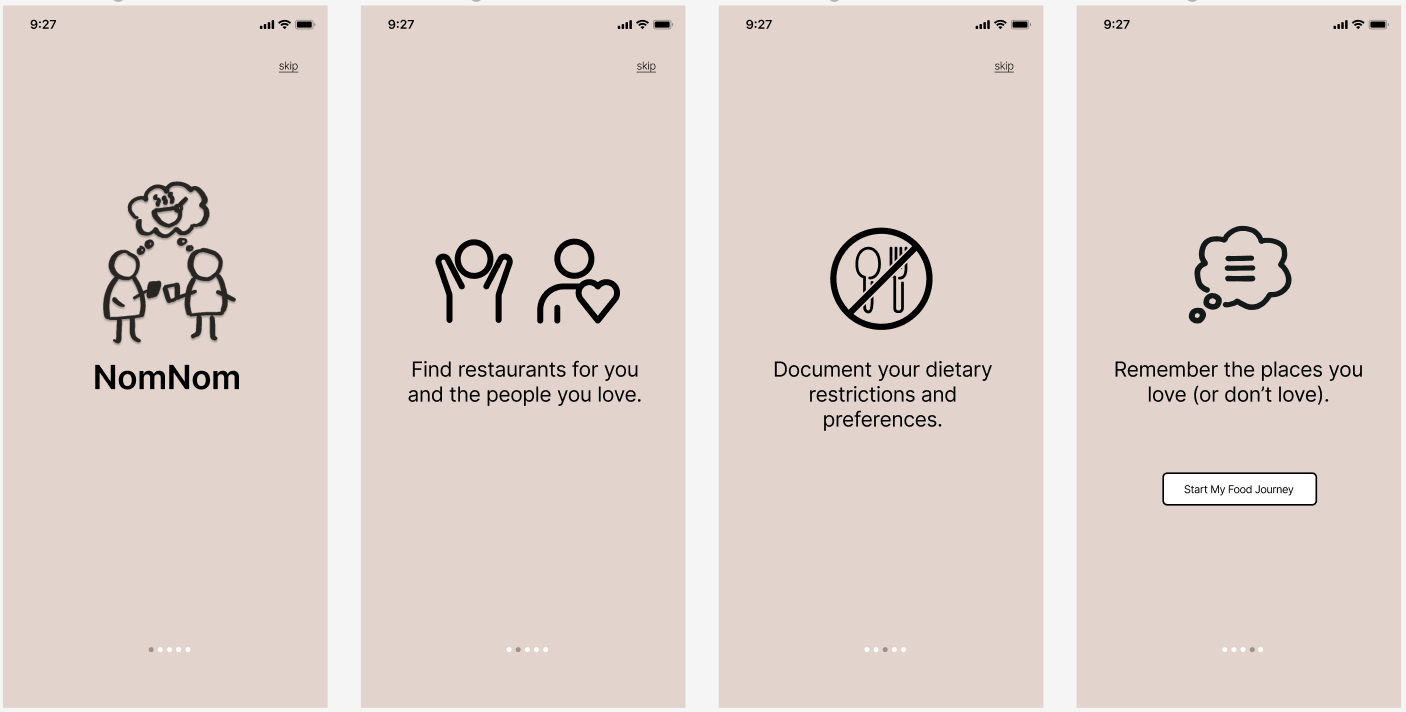 9:27
skip
NomNom
9:27
skip
Find restaurants for you
and the people you love.
9:27
skip
Document your dietary
restrictions and
preferences.
9:27
Remember the places you
love (or don’t love).
Start My Food Journey